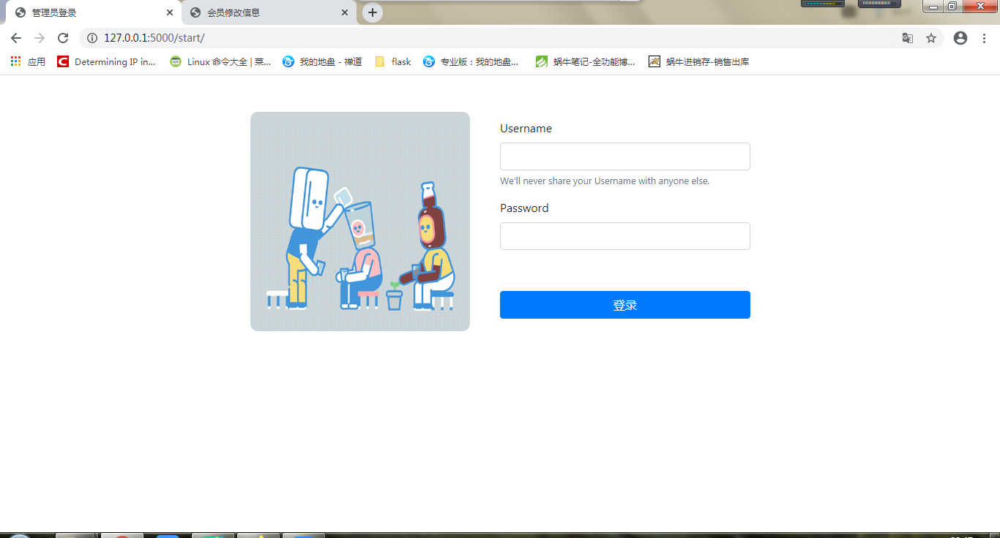 管理员登录
会员修改信息
127.0.0.1:5000/start/
应用
Determining IP in...
Linux 命令大全 | 菜...
我的地盘 - 禅道
flask
专业版：我的地盘...
蜗牛笔记-全功能博...
蜗牛进销存-销售出库
Username
We'll never share your Username with anyone else.
Password
登录